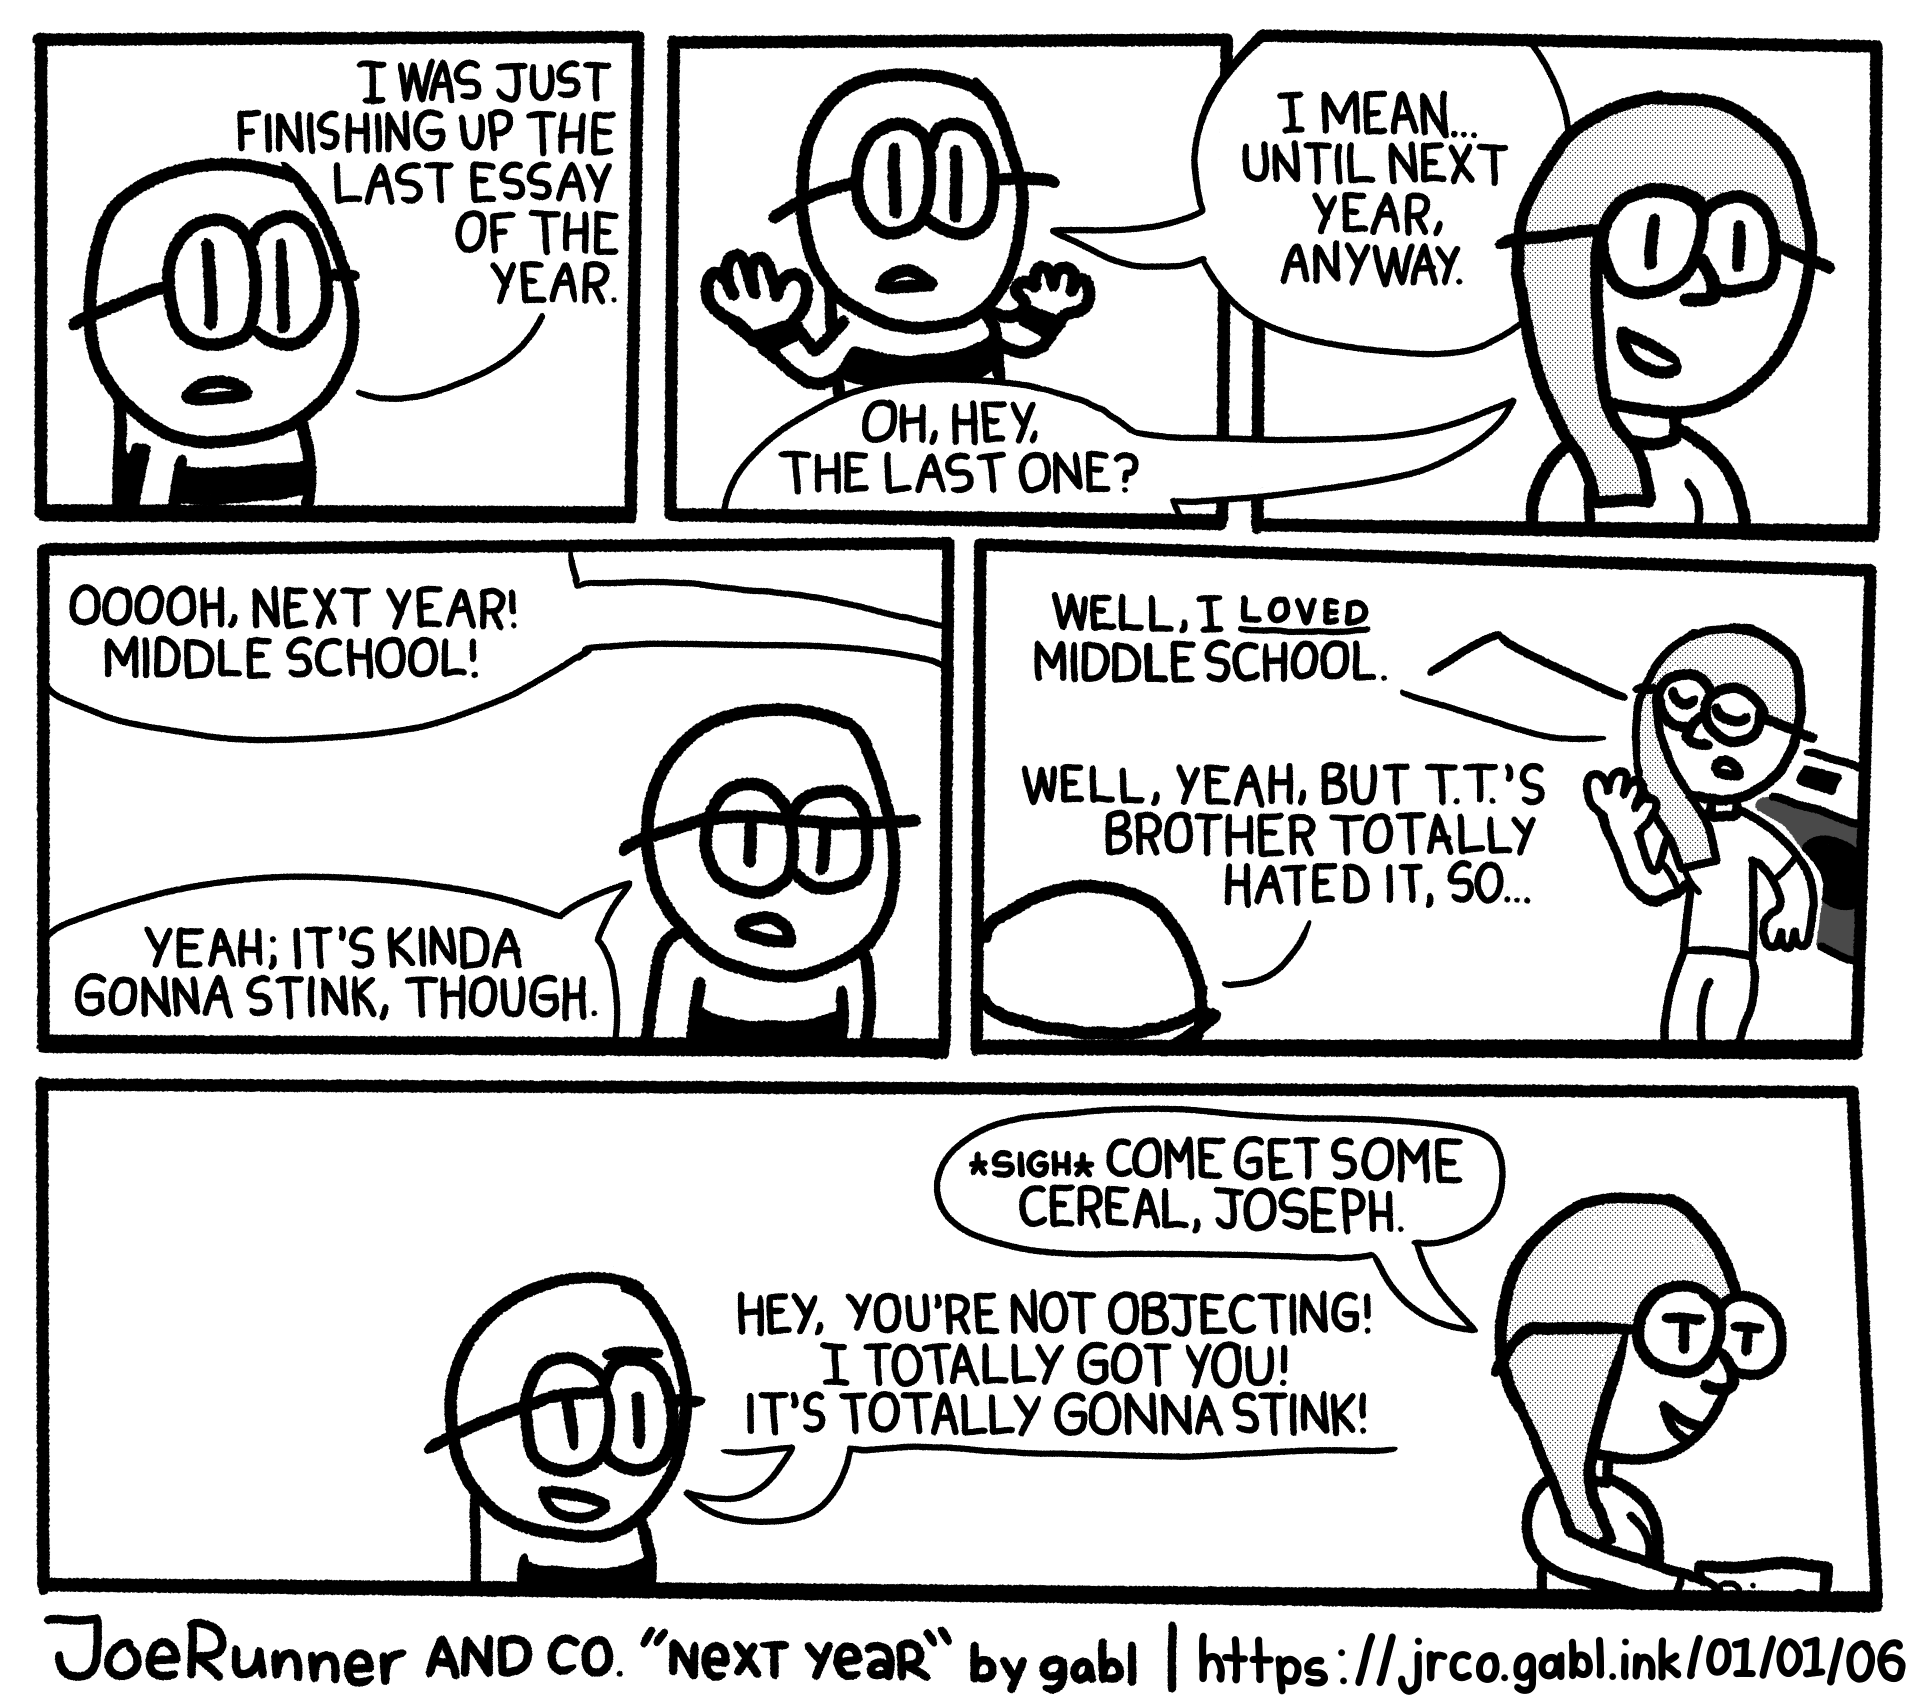 I WAS JUST
FINISHING UP THE
LAST ESSAY
OF THE
YEAR.
OH, HEY,
THE LAST ONE?
I MEAN...
UNTIL NEXT
YEAR,
ANYWAY.
OOOOH, NEXT YEAR!
MIDDLE SCHOOL!
YEAH; IT'S KINDA
GONNA STINK, THOUGH.
WELL, I LOVED
MIDDLE SCHOOL.
WELL, YEAH, BUT T.T.'S
BROTHER TOTALLY
HATED IT, SO...
*SIGH* COME GET SOME
CEREAL, JOSEPH.
HEY, YOU'RE NOT OBJECTING!
I TOTALLY GOT YOU!
IT'S TOTALLY GONNA STINK!
JoeRunner AND CO. "NeXT YeaR" by gabl | https://jrco.gabl.ink/01/01/06